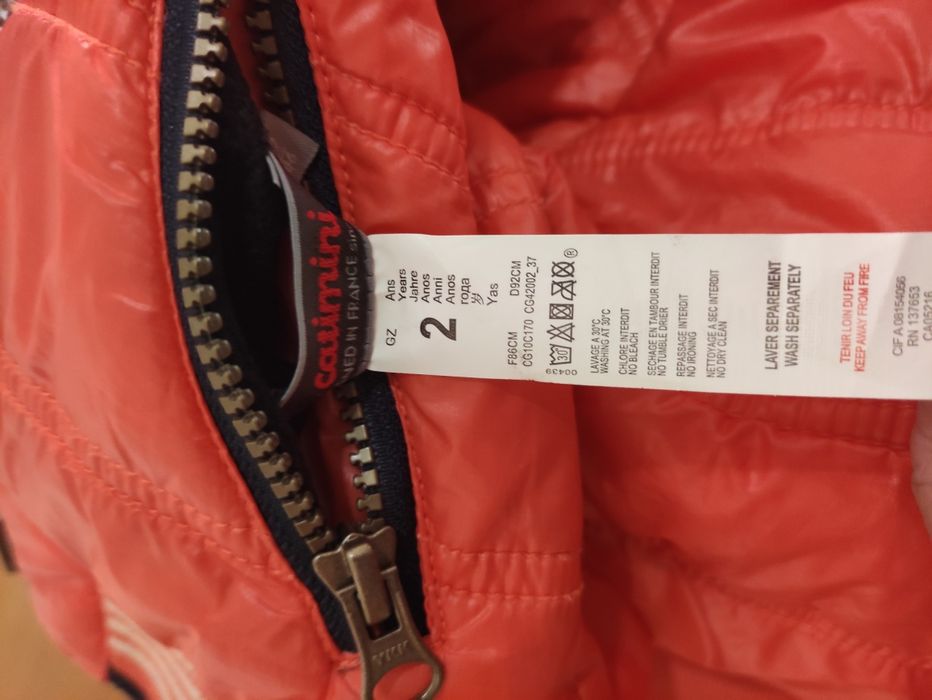 catimini
NED IN FRANCE sin
GZ
2
Ans
Years
Jahre
Anos
Anni
Anos
года
Yas
F86CM D92CM
CG10C170 CG42002_37
30
00439
LAVAGE A 30°C
WASHING AT 30°C
CHLORE INTERDIT
NO BLEACH
SECHAGE EN TAMBOUR INTERDIT
NO TUMBLE DRIER
REPASSAGE INTERDIT
NO IRONING
NETTOYAGE A SEC INTERDIT
NO DRY CLEAN
LAVER SEPAREMENT
WASH SEPARATELY
TENIR LOIN DU FEU
KEEP AWAY FROM FIRE
CIF A 08154056
RN 137653
CA05216